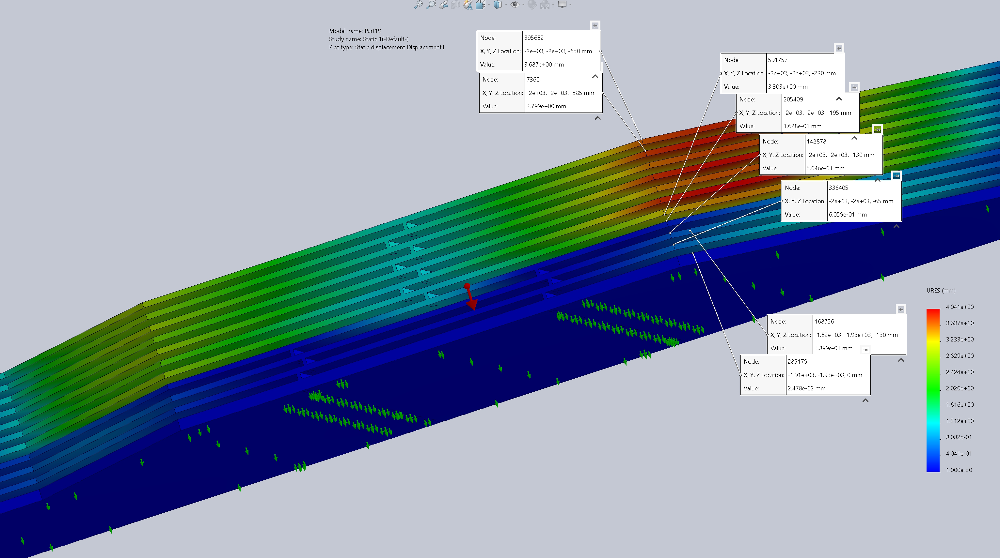 Model name: Part19
Study name: Static 1(-Default-)
Plot type: Static displacement Displacement1
Node: 395682
X, Y, Z Location: -2e+03, -2e+03, -650 mm
Value: 3.687e+00 mm
Node: 7360
X, Y, Z Location: -2e+03, -2e+03, -585 mm
Value: 3.799e+00 mm
Node: 591757
X, Y, Z Location: -2e+03, -2e+03, -230 mm
Value: 3.303e+00 mm
Node: 205409
X, Y, Z Location: -2e+03, -2e+03, -195 mm
Value: 1.628e-01 mm
Node: 142878
X, Y, Z Location: -2e+03, -2e+03, -130 mm
Value: 5.046e-01 mm
Node: 336405
X, Y, Z Location: -2e+03, -2e+03, -65 mm
Value: 6.059e-01 mm
Node: 168756
X, Y, Z Location: -1.82e+03, -1.93e+03, -130 mm
Value: 5.899e-01 mm
Node: 285179
X, Y, Z Location: -1.91e+03, -1.93e+03, 0 mm
Value: 2.478e-02 mm
URES (mm)
4.041e+00
3.637e+00
3.233e+00
2.829e+00
2.424e+00
2.020e+00
1.616e+00
1.212e+00
8.082e-01
4.041e-01
1.000e-30